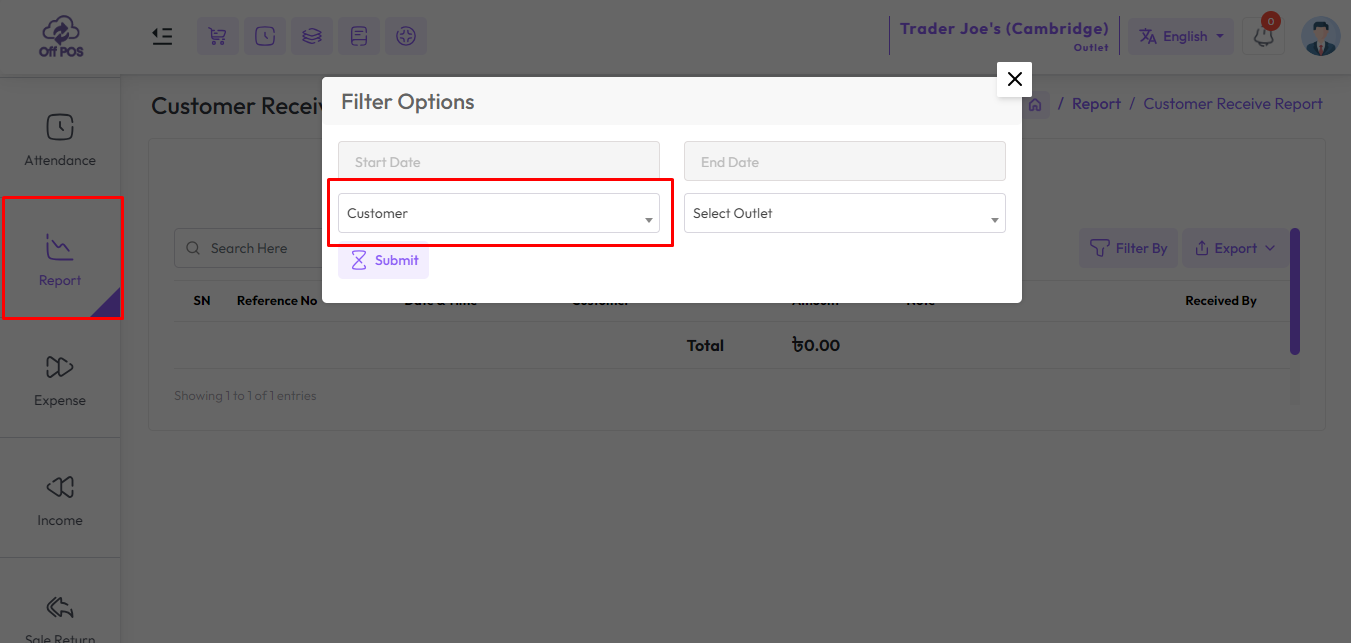 Off POS
Trader Joe's (Cambridge)
Outlet
English
0
Customer Receiv
/ Report / Customer Receive Report
Filter Options
Start Date
End Date
Customer
Select Outlet
Submit
Attendance
Report
Expense
Income
Sale Return
Search Here
Filter By
Export
SN Reference No Date & Time Customer Amount Note Received By
Total ৳0.00
Showing 1 to 1 of 1 entries